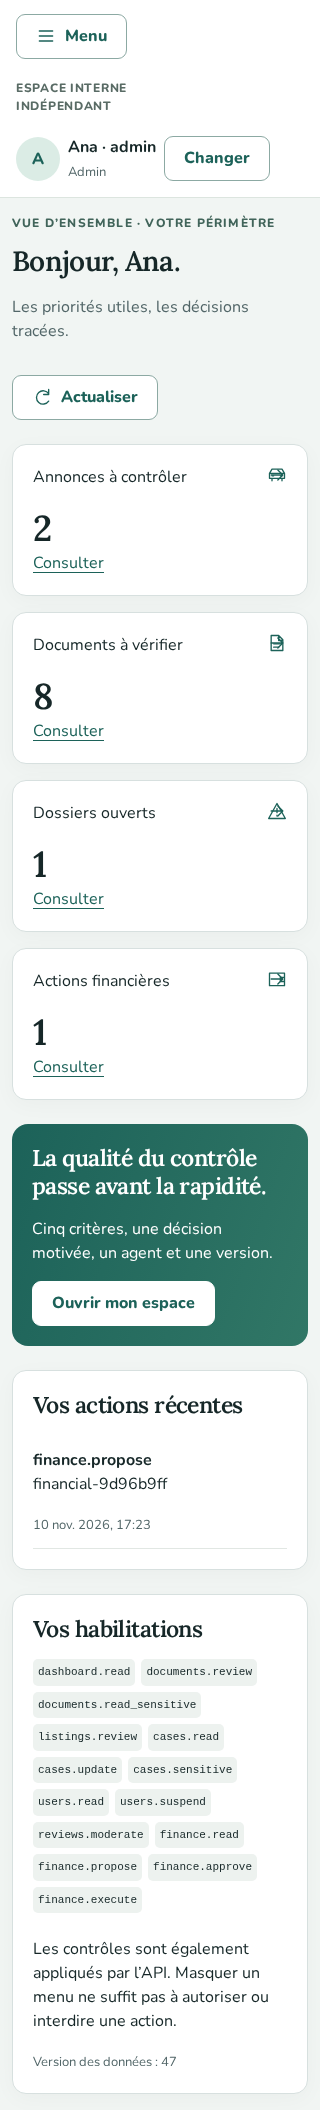 Menu
ESPACE INTERNE
INDÉPENDANT
A
Ana · admin
Admin
Changer
VUE D'ENSEMBLE · VOTRE PÉRIMÈTRE
Bonjour, Ana.
Les priorités utiles, les décisions
tracées.
Actualiser
Annonces à contrôler
2
Consulter
Documents à vérifier
8
Consulter
Dossiers ouverts
1
Consulter
Actions financières
1
Consulter
La qualité du contrôle
passe avant la rapidité.
Cinq critères, une décision
motivée, un agent et une version.
Ouvrir mon espace
Vos actions récentes
finance.propose
financial-9d96b9ff
10 nov. 2026, 17:23
Vos habilitations
dashboard.read documents.review
documents.read_sensitive
listings.review cases.read
cases.update cases.sensitive
users.read users.suspend
reviews.moderate finance.read
finance.propose finance.approve
finance.execute
Les contrôles sont également
appliqués par l’API. Masquer un
menu ne suffit pas à autoriser ou
interdire une action.
Version des données : 47